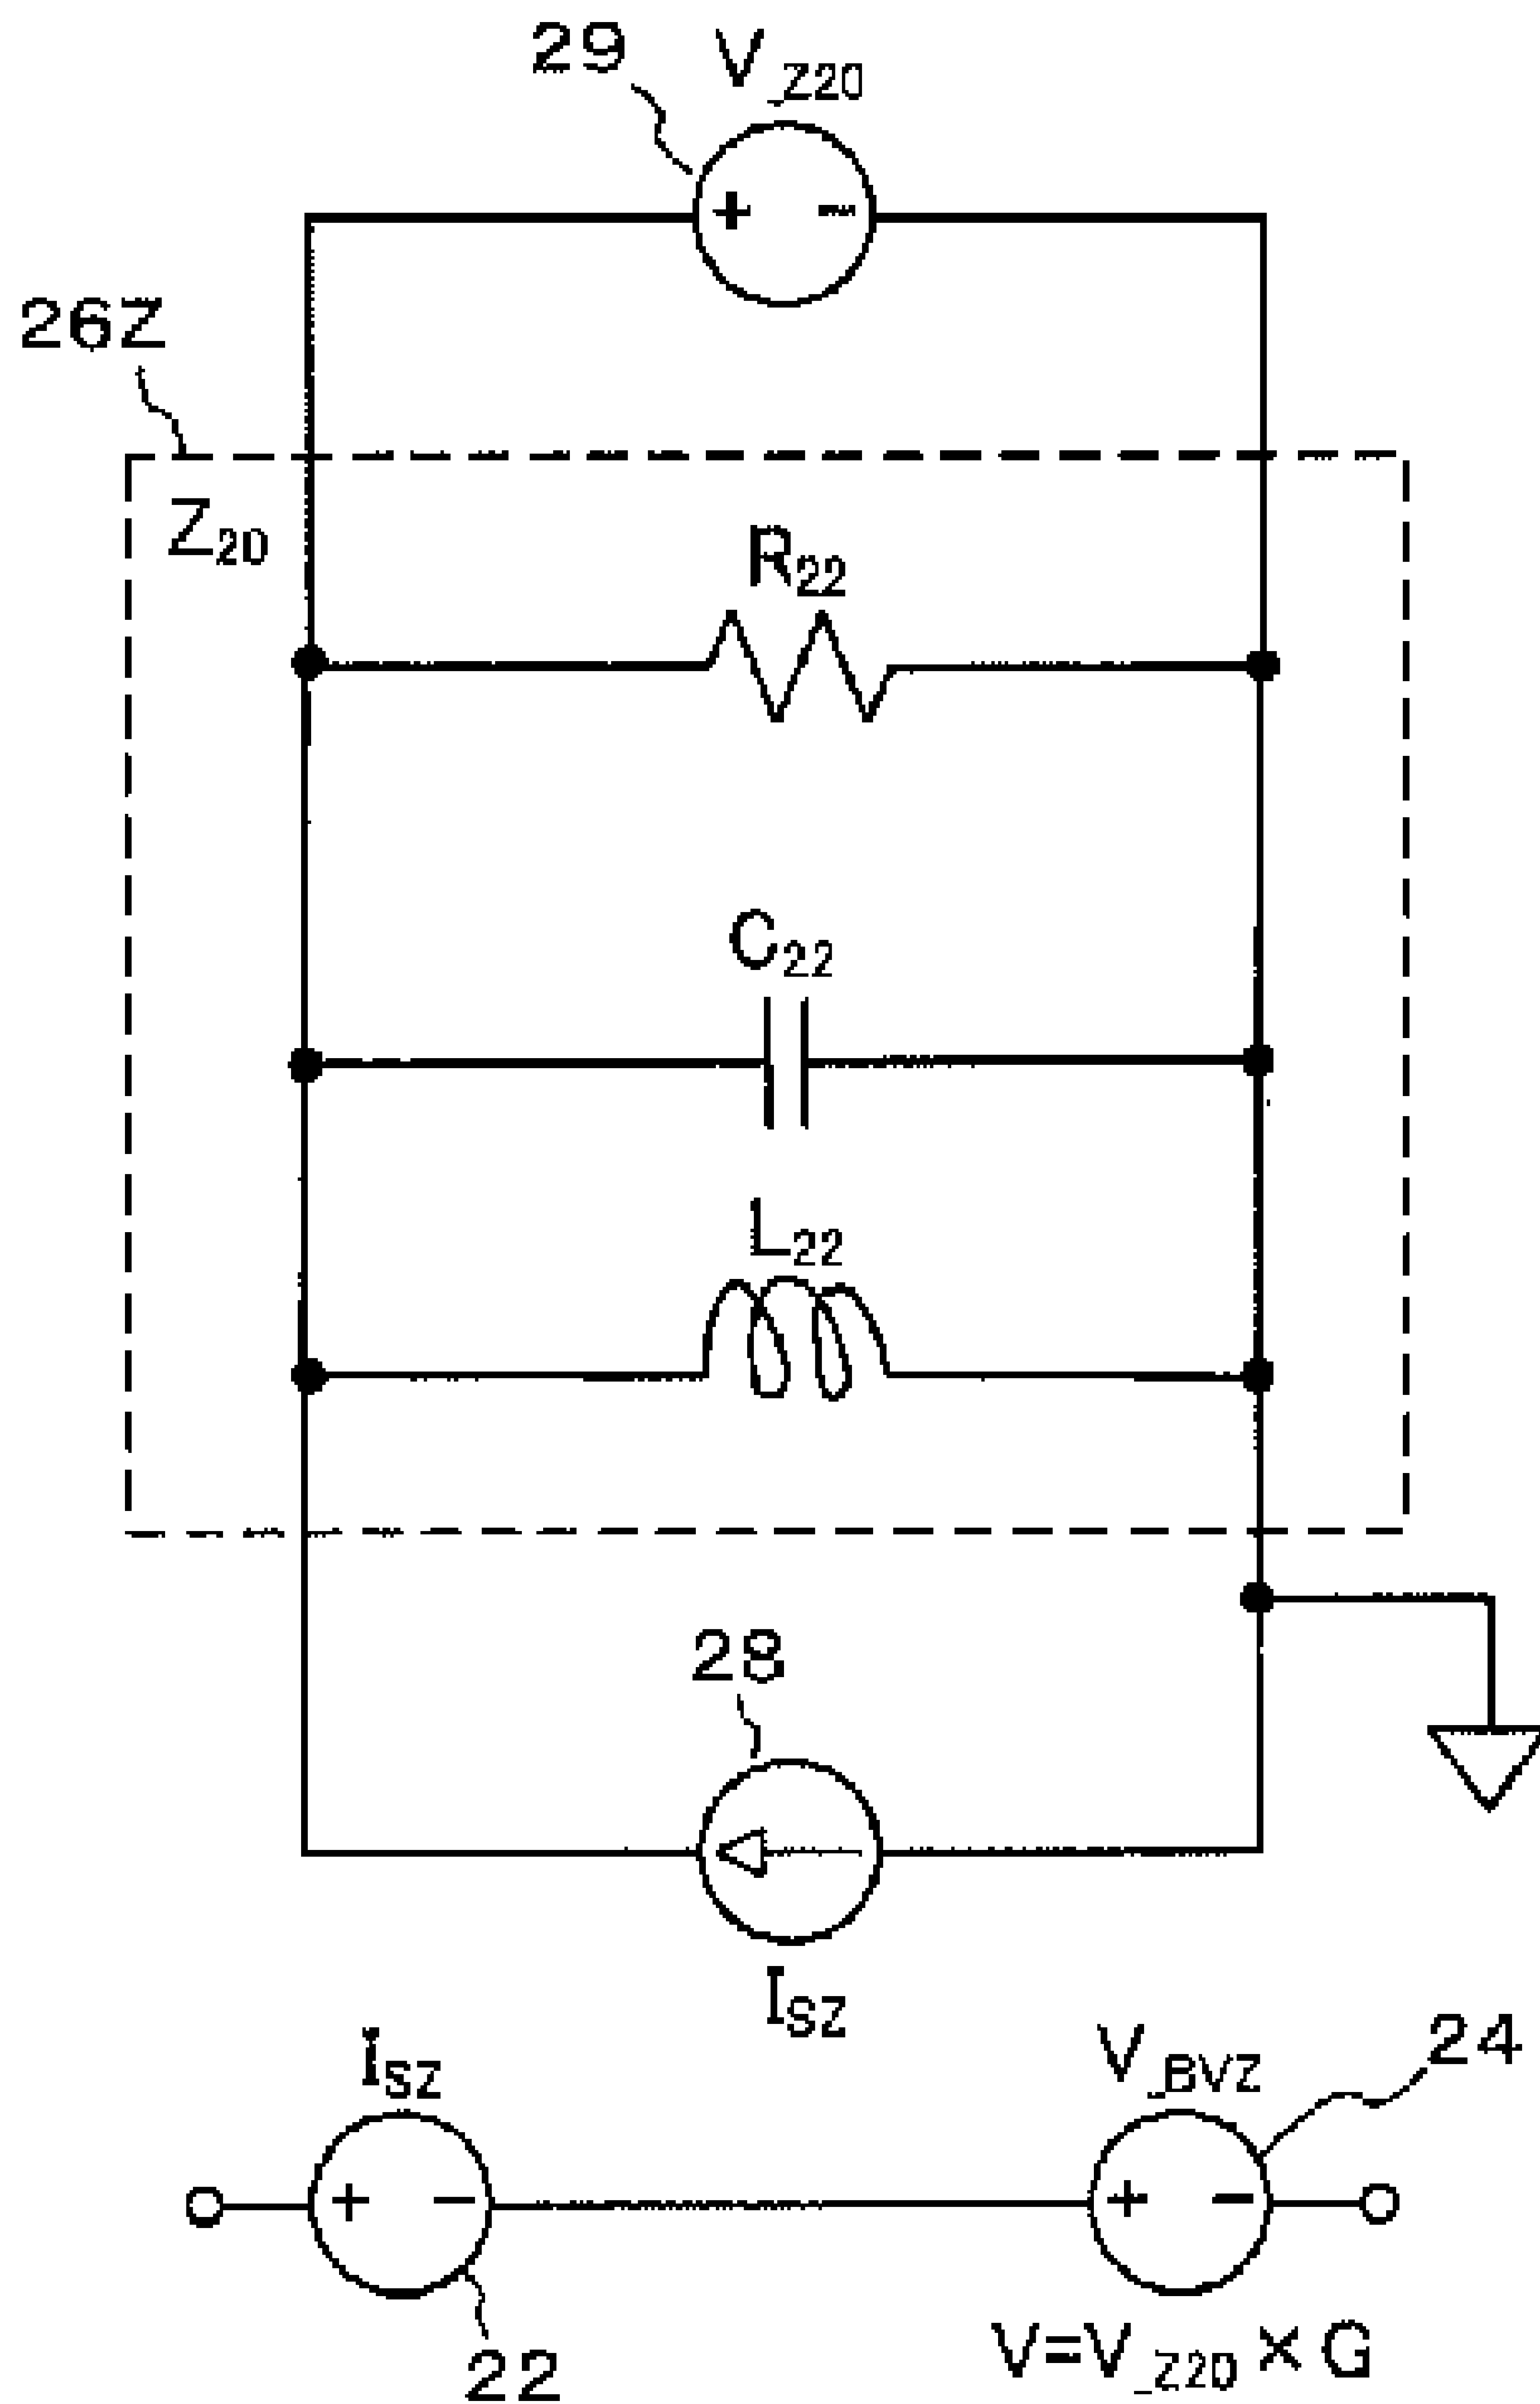 29
V_Z20
+ -
26Z
Z20
R22
C22
L22
28
ISZ
ISZ
V_BVZ
24
+ -
+ -
22
V=V_Z20×G